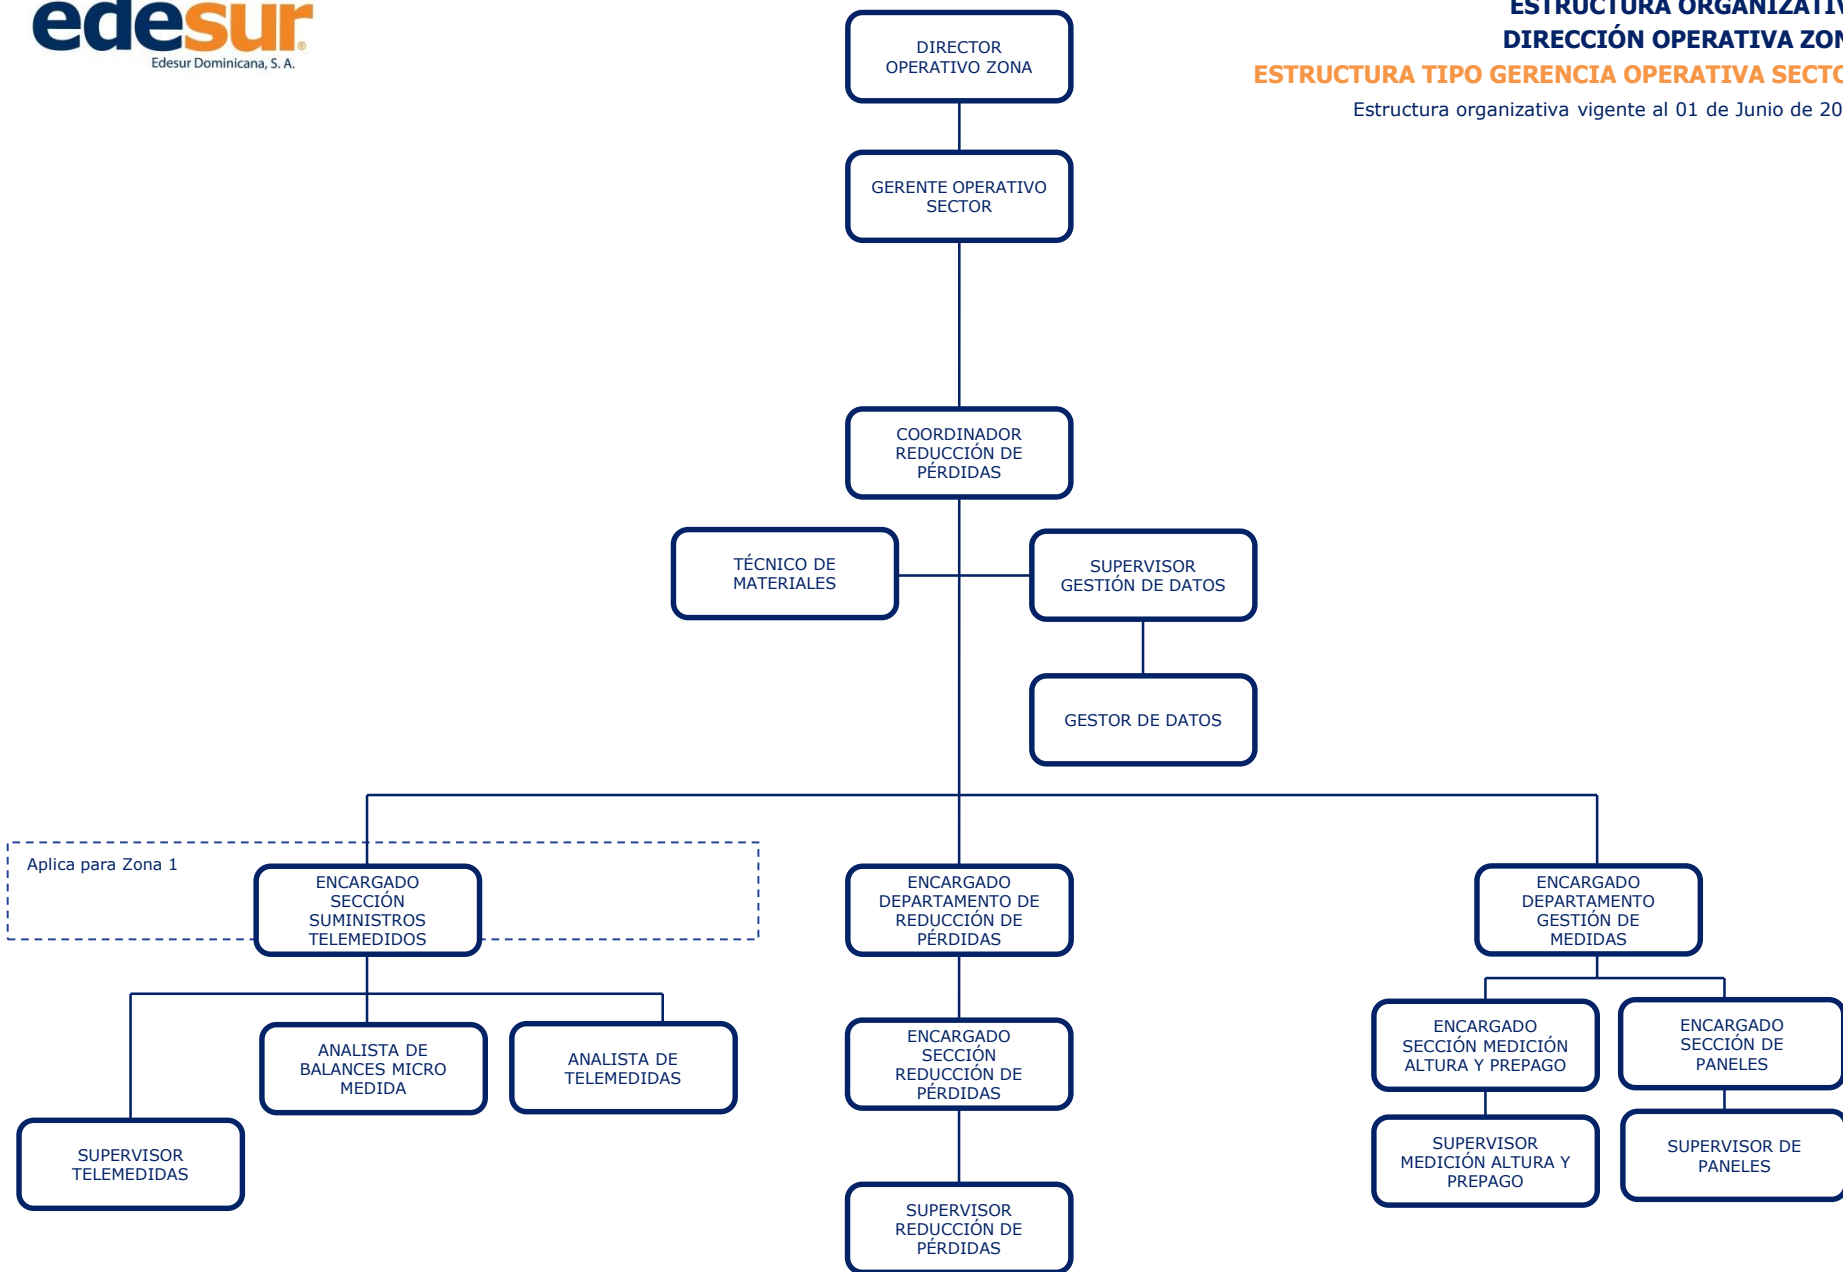 edesur
Edesur Dominicana, S. A.
ESTRUCTURA ORGANIZATIV
DIRECCIÓN OPERATIVA ZON
ESTRUCTURA TIPO GERENCIA OPERATIVA SECTO
Estructura organizativa vigente al 01 de Junio de 20
DIRECTOR
OPERATIVO ZONA
GERENTE OPERATIVO
SECTOR
COORDINADOR
REDUCCIÓN DE
PÉRDIDAS
TÉCNICO DE
MATERIALES
SUPERVISOR
GESTIÓN DE DATOS
GESTOR DE DATOS
Aplica para Zona 1
ENCARGADO
SECCIÓN
SUMINISTROS
TELEMEDIDOS
ENCARGADO
DEPARTAMENTO DE
REDUCCIÓN DE
PÉRDIDAS
ENCARGADO
DEPARTAMENTO
GESTIÓN DE
MEDIDAS
ANALISTA DE
BALANCES MICRO
MEDIDA
ANALISTA DE
TELEMEDIDAS
ENCARGADO
SECCIÓN
REDUCCIÓN DE
PÉRDIDAS
ENCARGADO
SECCIÓN MEDICIÓN
ALTURA Y PREPAGO
ENCARGADO
SECCIÓN DE
PANELES
SUPERVISOR
TELEMEDIDAS
SUPERVISOR
REDUCCIÓN DE
PÉRDIDAS
SUPERVISOR
MEDICIÓN ALTURA Y
PREPAGO
SUPERVISOR DE
PANELES